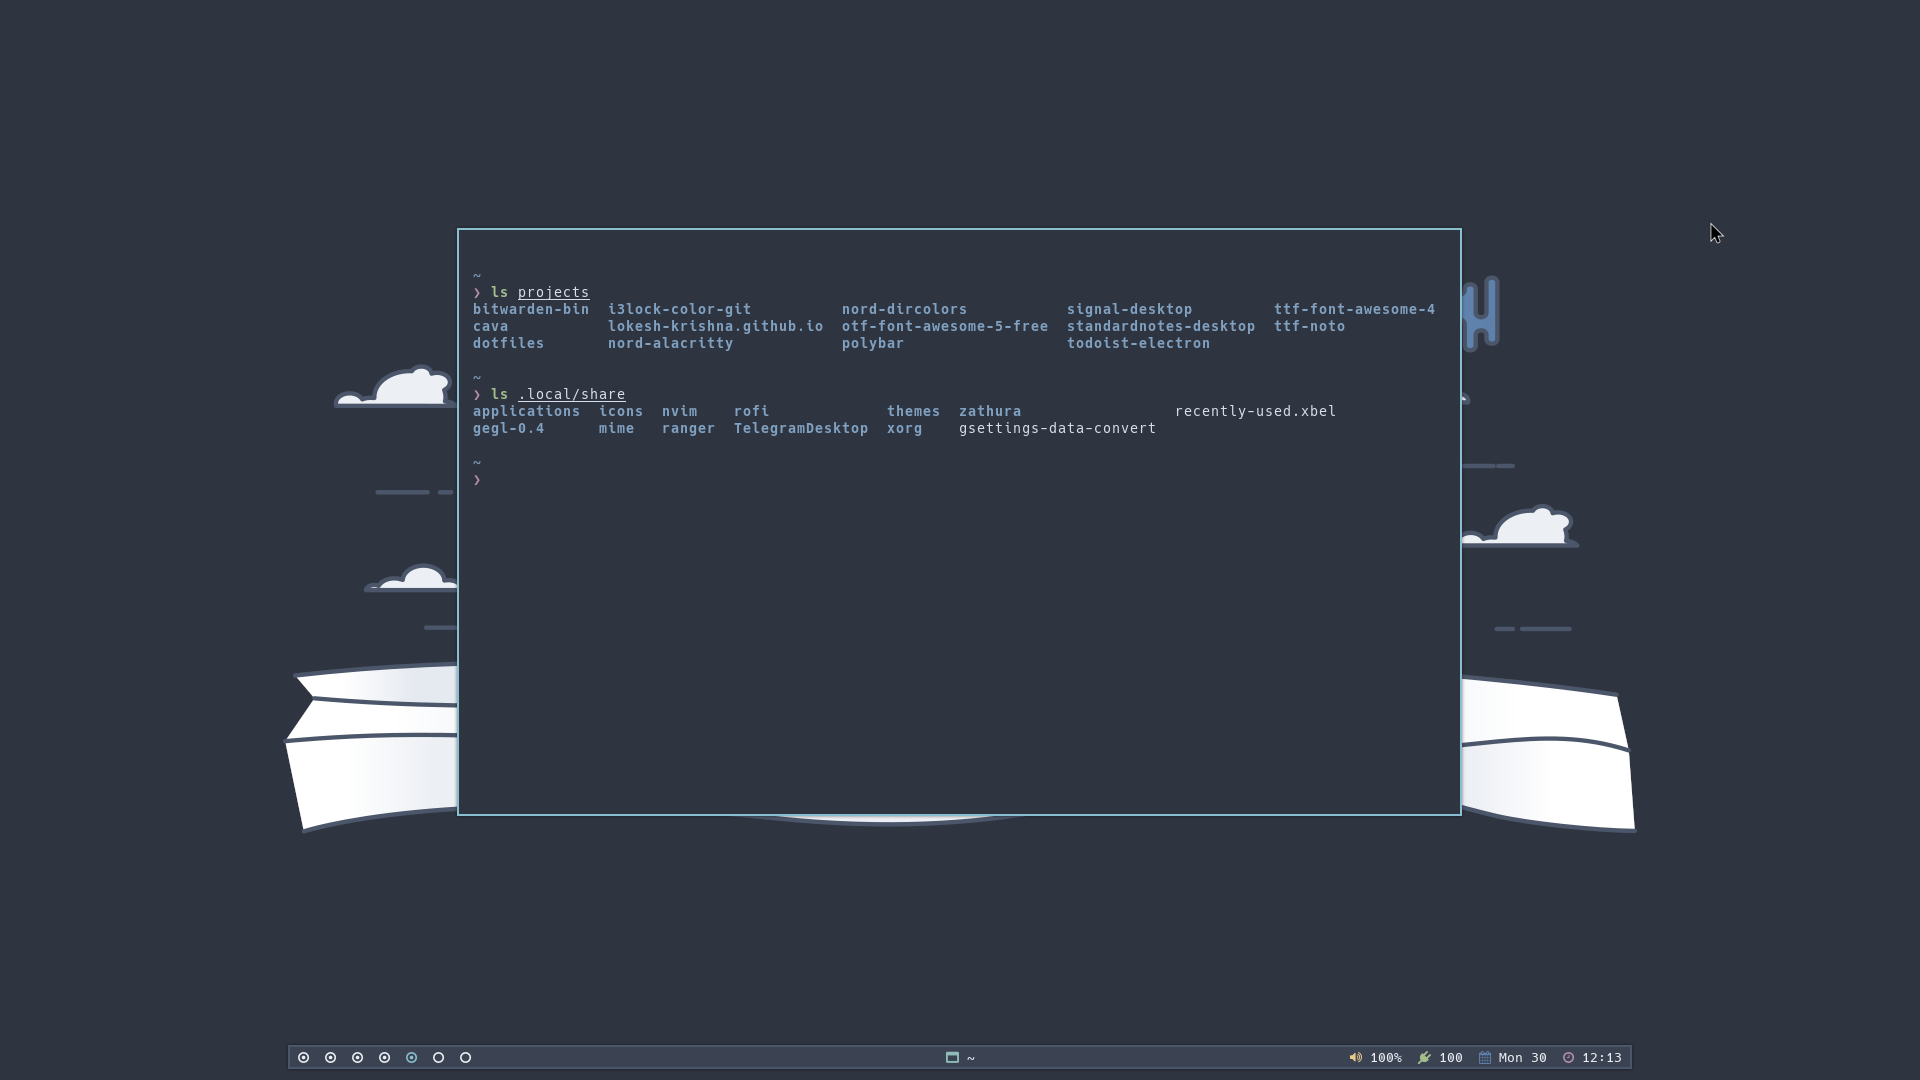 ~
❯ ls projects
bitwarden-bin  i3lock-color-git          nord-dircolors            signal-desktop         ttf-font-awesome-4
cava           lokesh-krishna.github.io  otf-font-awesome-5-free  standardnotes-desktop  ttf-noto
dotfiles       nord-alacritty            polybar                  todoist-electron
~
❯ ls .local/share
applications  icons  nvim    rofi             themes  zathura                 recently-used.xbel
gegl-0.4      mime   ranger  TelegramDesktop  xorg    gsettings-data-convert
~
❯
~ 100% 100 Mon 30 12:13